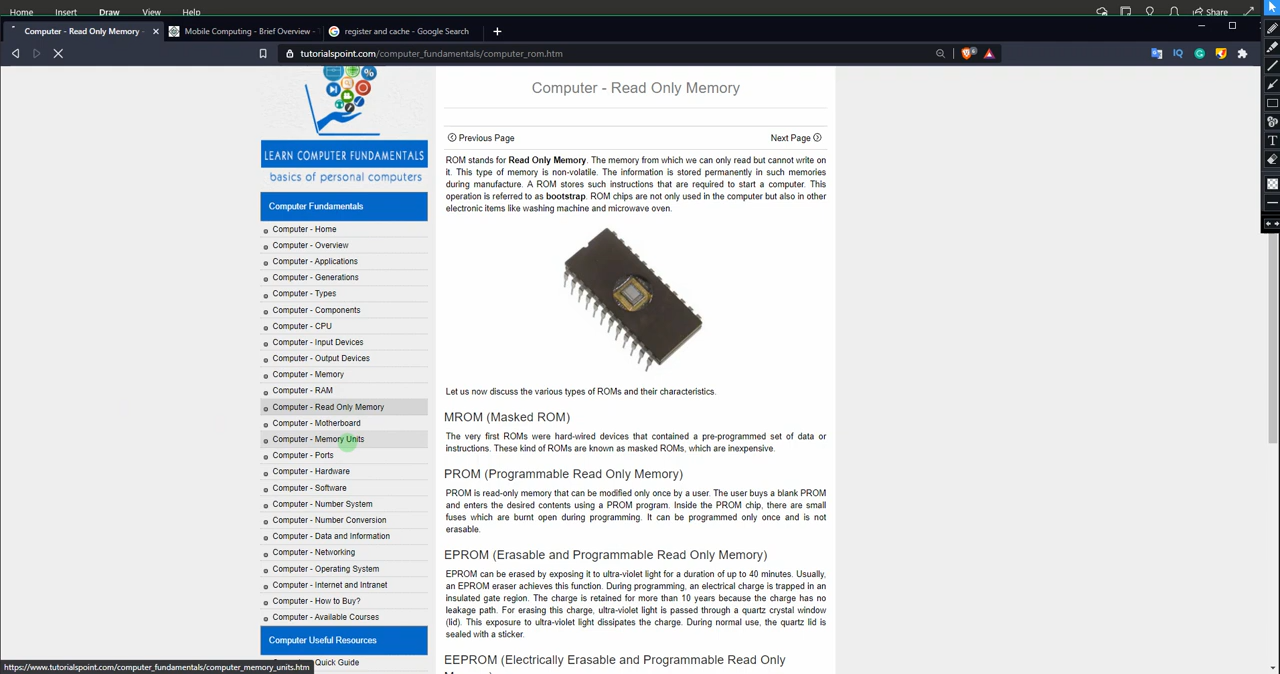 Home Insert Draw View Help Share
Computer - Read Only Memory - Mobile Computing - Brief Overview - register and cache - Google Search
tutorialspoint.com/computer_fundamentals/computer_rom.htm
LEARN COMPUTER FUNDAMENTALS
basics of personal computers
Computer Fundamentals
Computer - Home
Computer - Overview
Computer - Applications
Computer - Generations
Computer - Types
Computer - Components
Computer - CPU
Computer - Input Devices
Computer - Output Devices
Computer - Memory
Computer - RAM
Computer - Read Only Memory
Computer - Motherboard
Computer - Memory Units
Computer - Ports
Computer - Hardware
Computer - Software
Computer - Number System
Computer - Number Conversion
Computer - Data and Information
Computer - Networking
Computer - Operating System
Computer - Internet and Intranet
Computer - How to Buy?
Computer - Available Courses
Computer Useful Resources
Quick Guide
https://www.tutorialspoint.com/computer_fundamentals/computer_memory_units.htm
Computer - Read Only Memory
Previous Page Next Page
ROM stands for Read Only Memory. The memory from which we can only read but cannot write on
it. This type of memory is non-volatile. The information is stored permanently in such memories
during manufacture. A ROM stores such instructions that are required to start a computer. This
operation is referred to as bootstrap. ROM chips are not only used in the computer but also in other
electronic items like washing machine and microwave oven.
Let us now discuss the various types of ROMs and their characteristics.
MROM (Masked ROM)
The very first ROMs were hard-wired devices that contained a pre-programmed set of data or
instructions. These kind of ROMs are known as masked ROMs, which are inexpensive.
PROM (Programmable Read Only Memory)
PROM is read-only memory that can be modified only once by a user. The user buys a blank PROM
and enters the desired contents using a PROM program. Inside the PROM chip, there are small
fuses which are burnt open during programming. It can be programmed only once and is not
erasable.
EPROM (Erasable and Programmable Read Only Memory)
EPROM can be erased by exposing it to ultra-violet light for a duration of up to 40 minutes. Usually,
an EPROM eraser achieves this function. During programming, an electrical charge is trapped in an
insulated gate region. The charge is retained for more than 10 years because the charge has no
leakage path. For erasing this charge, ultra-violet light is passed through a quartz crystal window
(lid). This exposure to ultra-violet light dissipates the charge. During normal use, the quartz lid is
sealed with a sticker.
EEPROM (Electrically Erasable and Programmable Read Only